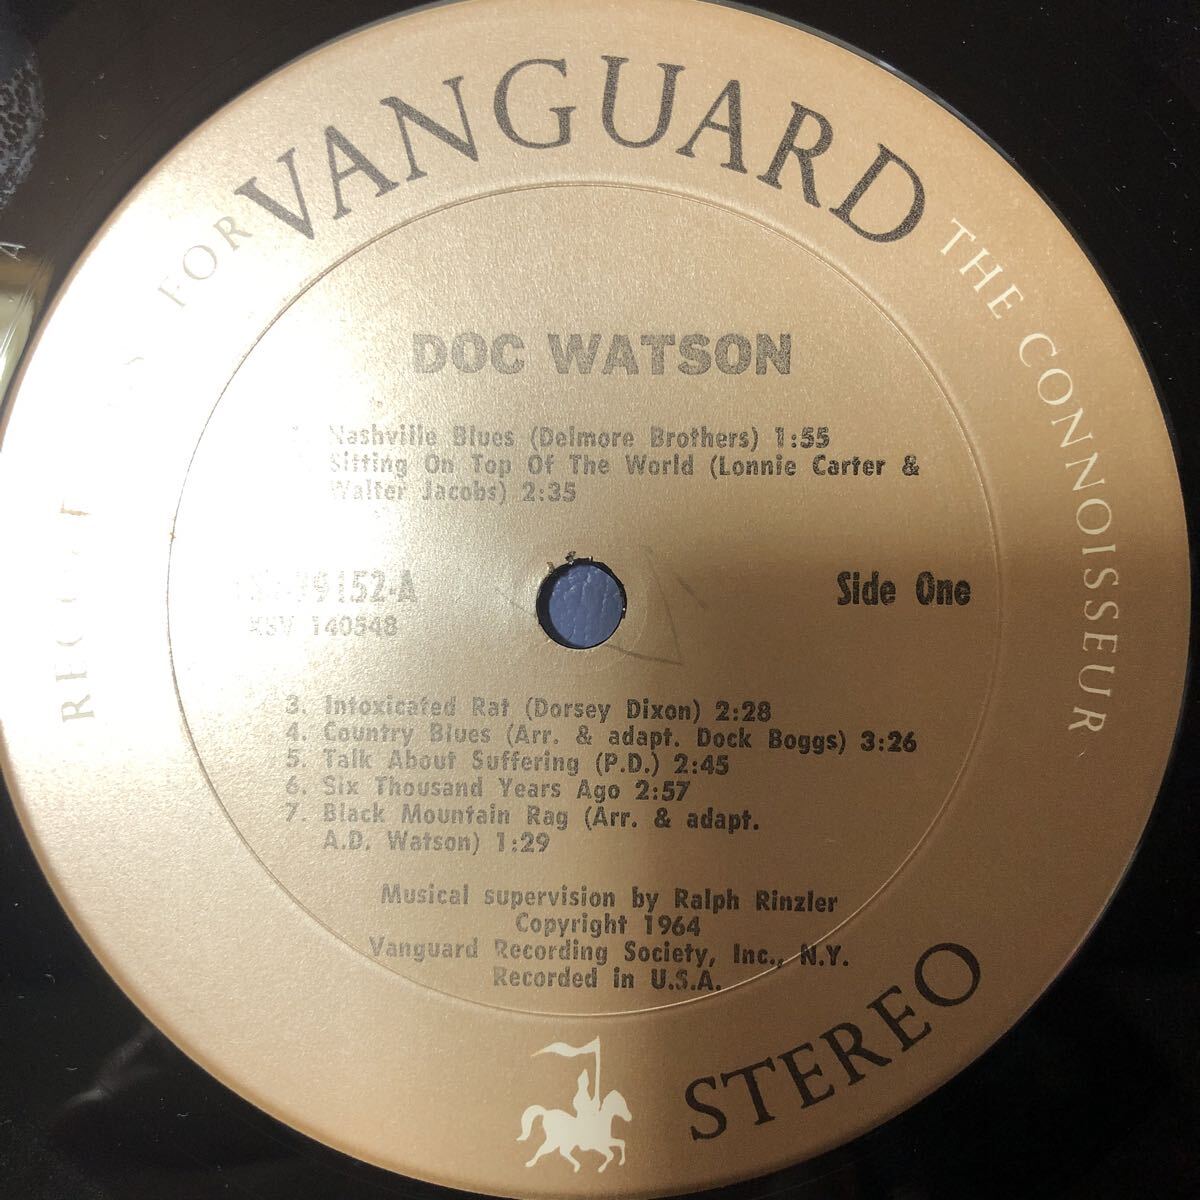 VANGUARD
FOR THE CONNOISSEUR
DOC WATSON
Nashville Blues (Delmore Brothers) 1:55
Sitting On Top Of The World (Lonnie Carter &
Walter Jacobs) 2:35
Side One
XSV 140548
3. Intoxicated Rat (Dorsey Dixon) 2:28
4. Country Blues (Arr. & adapt. Dock Boggs) 3:26
5. Talk About Suffering (P.D.) 2:45
6. Six Thousand Years Ago 2:57
7. Black Mountain Rag (Arr. & adapt.
A.D. Watson) 1:29
Musical supervision by Ralph Rinzler
Copyright 1964
Vanguard Recording Society, Inc., N.Y.
Recorded in U.S.A.
STEREO